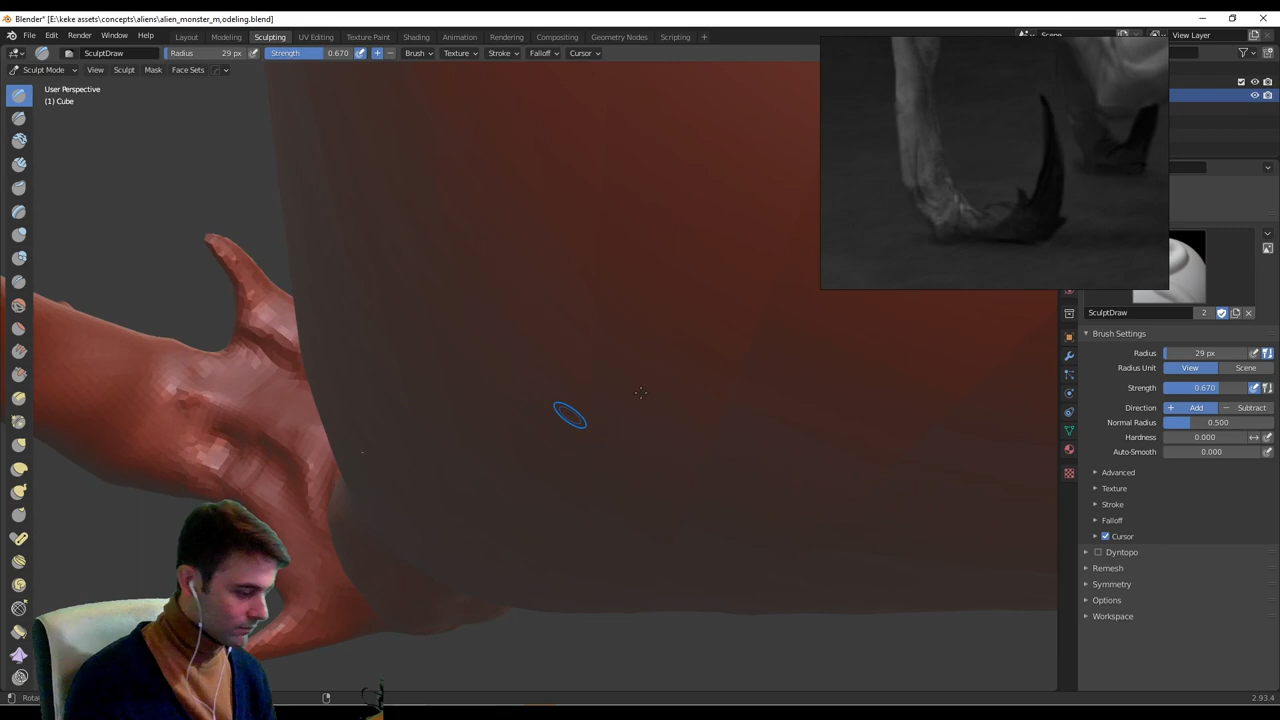 Blender* [E:\keke assets\concepts\aliens\alien_monster_m,odeling.blend]
File Edit Render Window Help Layout Modeling Sculpting UV Editing Texture Paint Shading Animation Rendering Compositing Geometry Nodes Scripting + Scene View Layer
SculptDraw Radius 29 px Strength 0.670 Brush Texture Stroke Falloff Cursor
Sculpt Mode View Sculpt Mask Face Sets
User Perspective
(1) Cube
SculptDraw 2
Brush Settings
Radius 29 px
Radius Unit View Scene
Strength 0.670
Direction + Add − Subtract
Normal Radius 0.500
Hardness 0.000
Auto-Smooth 0.000
Advanced
Texture
Stroke
Falloff
Cursor
Dyntopo
Remesh
Symmetry
Options
Workspace
2.93.4